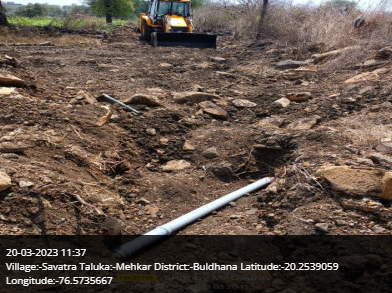 20-03-2023 11:37
Village:-Savatra Taluka:-Mehkar District:-Buldhana Latitude:-20.2539059
Longitude:-76.5735667